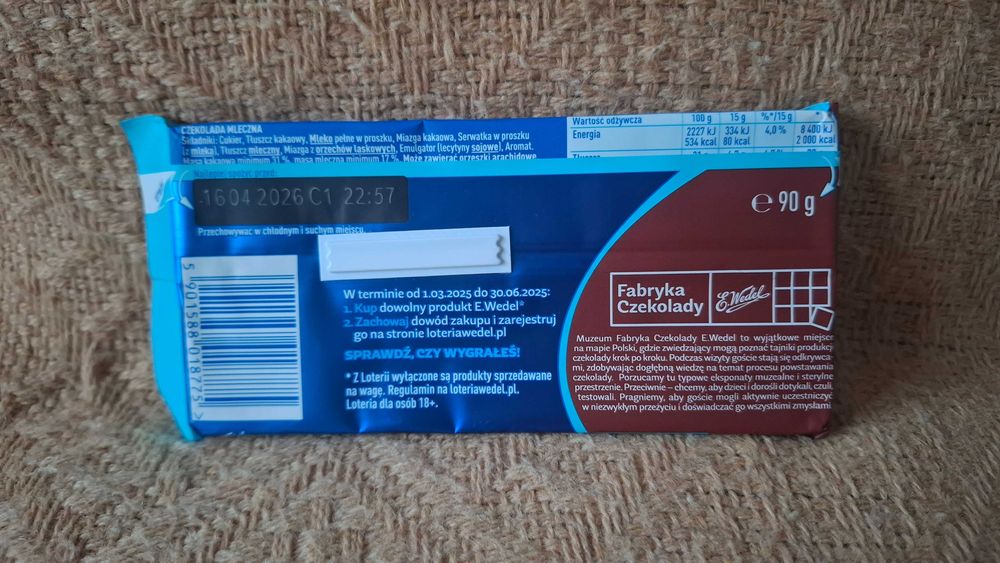 CZEKOLADA MLECZNA
Składniki: Cukier, Tłuszcz kakaowy, Mleko pełne w proszku, Miazga kakaowa, Serwatka w proszku
(z mleka), Tłuszcz mleczny, Miazga z orzechów laskowych, Emulgator (lecytyny sojowe), Aromat.
Masa kakaowa minimum 31 %, masa mleczna minimum 17 %. Może zawierać orzeszki arachidowe,
Wartość odżywcza 100 g 15 g %*/15 g
Energia 2227 kJ 334 kJ 4,0 % 8 400 kJ
534 kcal 80 kcal 2 000 kcal
Najlepiej spożyć przed:
16 04 2026 C1 22:57
Przechowywać w chłodnym i suchym miejscu.
℮ 90 g
5 901588 018775 >
W terminie od 1.03.2025 do 30.06.2025:
1. Kup dowolny produkt E.Wedel*
2. Zachowaj dowód zakupu i zarejestruj
go na stronie loteriawedel.pl
SPRAWDŹ, CZY WYGRAŁEŚ!
* Z Loterii wyłączone są produkty sprzedawane
na wagę. Regulamin na loteriawedel.pl.
Loteria dla osób 18+.
Fabryka
Czekolady
E.Wedel
Muzeum Fabryka Czekolady E.Wedel to wyjątkowe miejsce
na mapie Polski, gdzie zwiedzający mogą poznać tajniki produkcji
czekolady krok po kroku. Podczas wizyty goście stają się odkrywca-
mi, zdobywając dogłębną wiedzę na temat procesu powstawania
czekolady. Porzucamy tu typowe eksponaty muzealne i sterylne
przestrzenie. Przeciwnie – chcemy, aby dzieci i dorośli dotykali, czuli,
testowali. Pragniemy, aby goście mogli aktywnie uczestniczyć
w niezwykłym przeżyciu i doświadczać go wszystkimi zmysłami.